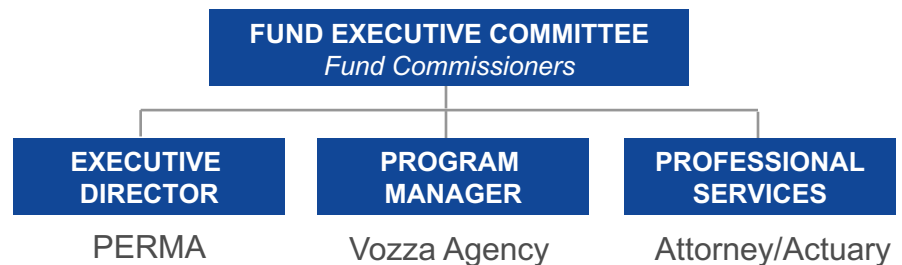 FUND EXECUTIVE COMMITTEE
Fund Commissioners
EXECUTIVE
DIRECTOR
PERMA
PROGRAM
MANAGER
Vozza Agency
PROFESSIONAL
SERVICES
Attorney/Actuary